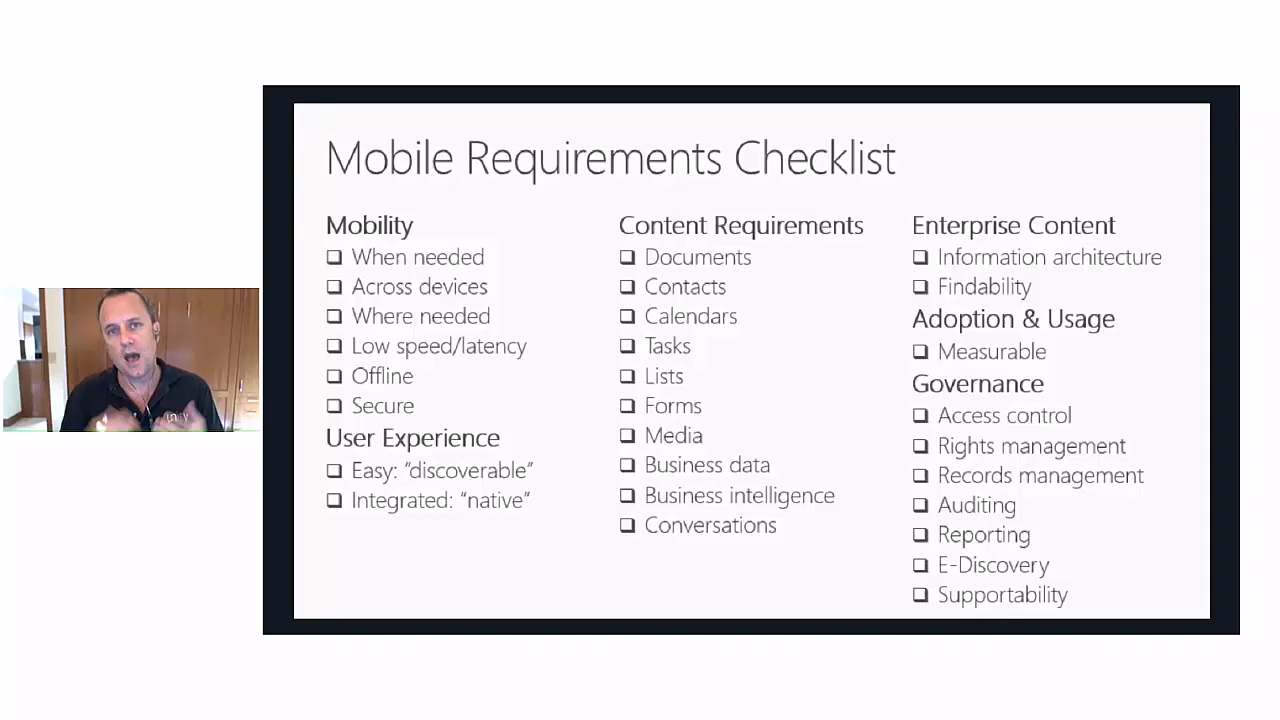 Mobile Requirements Checklist
Mobility
❑ When needed
❑ Across devices
❑ Where needed
❑ Low speed/latency
❑ Offline
❑ Secure
User Experience
❑ Easy: “discoverable”
❑ Integrated: “native”
Content Requirements
❑ Documents
❑ Contacts
❑ Calendars
❑ Tasks
❑ Lists
❑ Forms
❑ Media
❑ Business data
❑ Business intelligence
❑ Conversations
Enterprise Content
❑ Information architecture
❑ Findability
Adoption & Usage
❑ Measurable
Governance
❑ Access control
❑ Rights management
❑ Records management
❑ Auditing
❑ Reporting
❑ E-Discovery
❑ Supportability